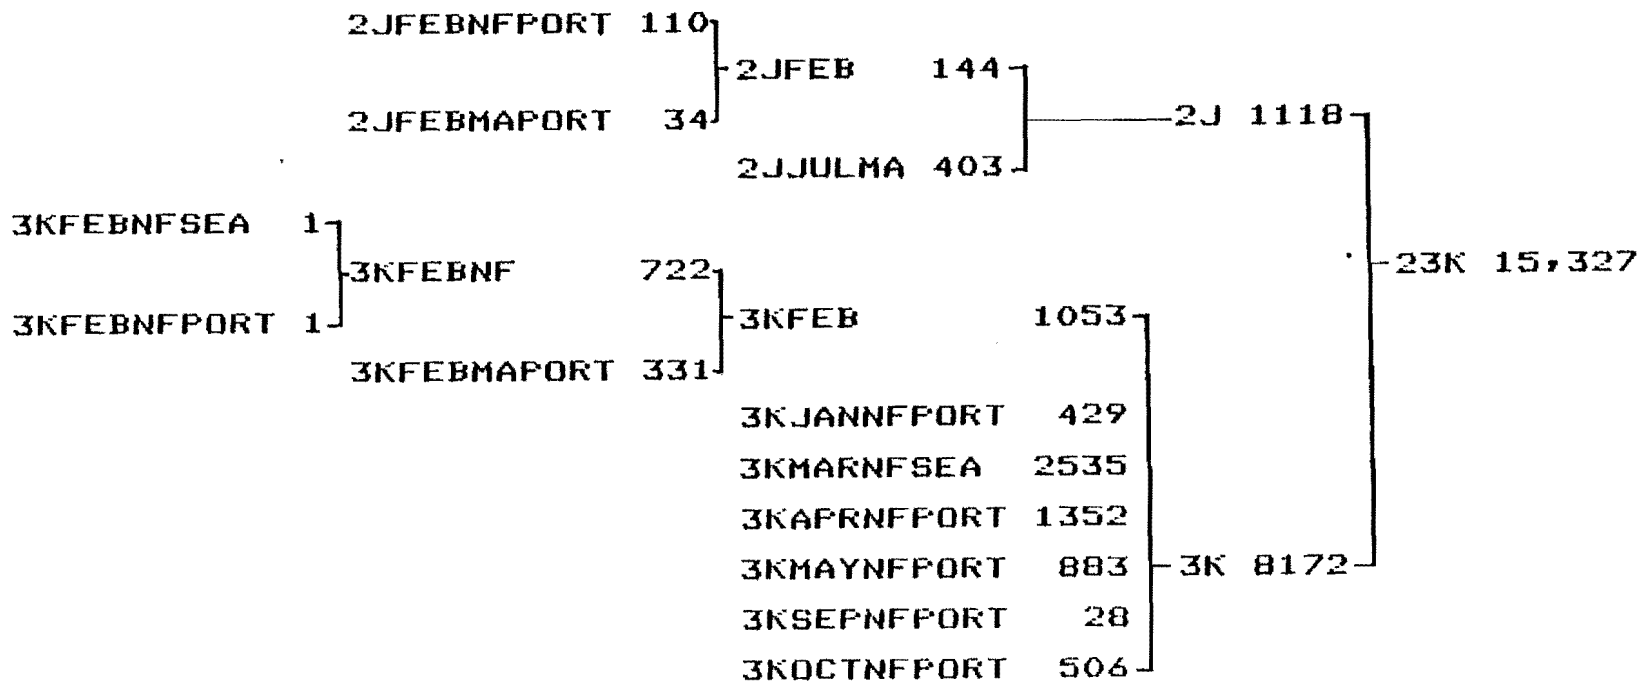 2JFEBNFPORT 110
2JFEB 144
2JFEBMAPORT 34
2J 1118
2JJULMA 403
3KFEBNFSEA 1
3KFEBNF 722
23K 15,327
3KFEBNFPORT 1
3KFEB 1053
3KFEBMAPORT 331
3KJANNFPORT 429
3KMARNFSEA 2535
3KAPRNFPORT 1352
3KMAYNFPORT 883
3K 8172
3KSEPNFPORT 28
3KOCTNFPORT 506